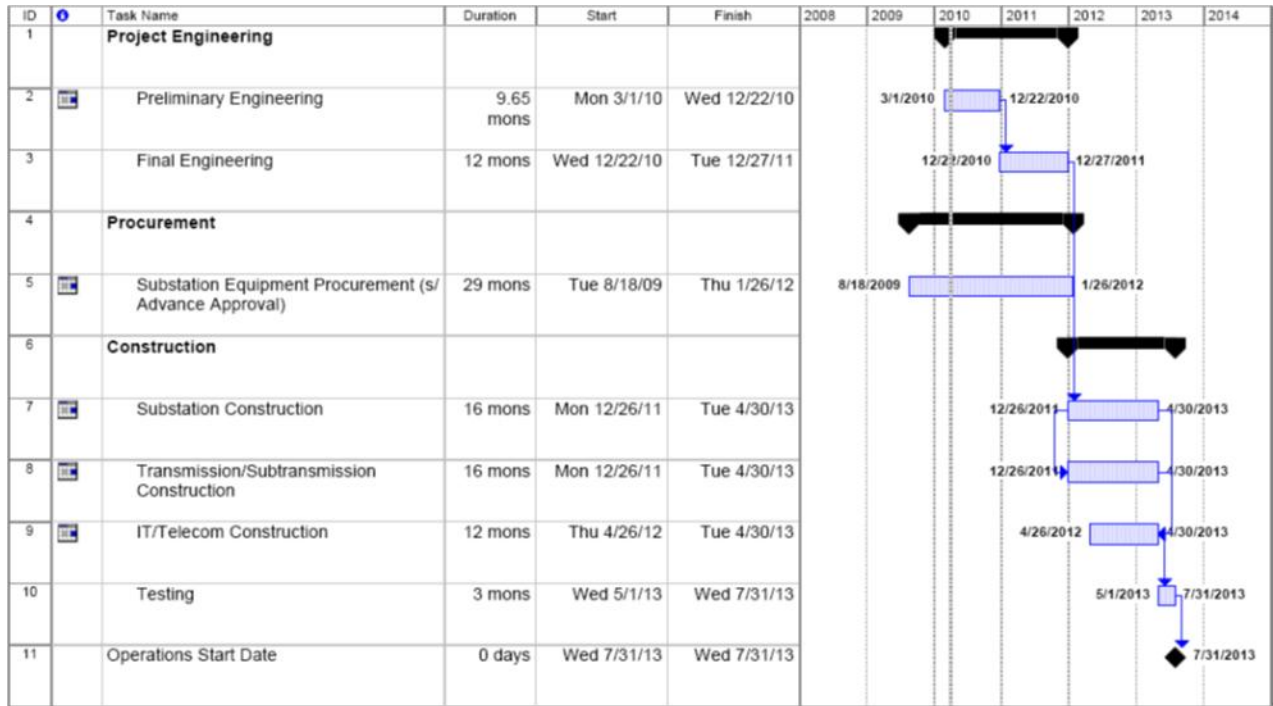 ID Task Name Duration Start Finish 2008 2009 2010 2011 2012 2013 2014
1 Project Engineering
2 Preliminary Engineering 9.65 Mon 3/1/10 Wed 12/22/10 3/1/2010 12/22/2010
mons
3 Final Engineering 12 mons Wed 12/22/10 Tue 12/27/11 12/22/2010 12/27/2011
4 Procurement
5 Substation Equipment Procurement (s/ 29 mons Tue 8/18/09 Thu 1/26/12 8/18/2009 1/26/2012
Advance Approval)
6 Construction
7 Substation Construction 16 mons Mon 12/26/11 Tue 4/30/13 12/26/2011 4/30/2013
8 Transmission/Subtransmission 16 mons Mon 12/26/11 Tue 4/30/13 12/26/2011 4/30/2013
Construction
9 IT/Telecom Construction 12 mons Thu 4/26/12 Tue 4/30/13 4/26/2012 4/30/2013
10 Testing 3 mons Wed 5/1/13 Wed 7/31/13 5/1/2013 7/31/2013
11 Operations Start Date 0 days Wed 7/31/13 Wed 7/31/13 7/31/2013